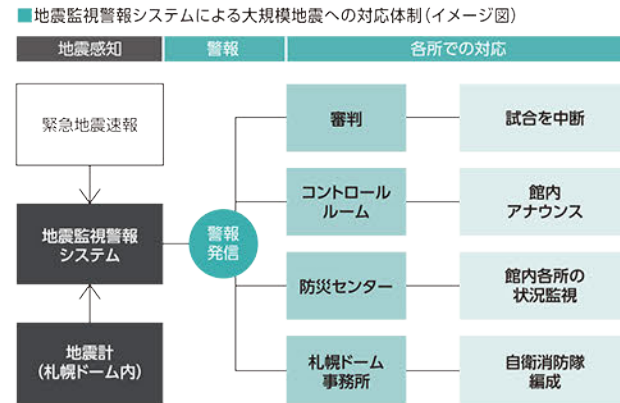 ■地震監視警報システムによる大規模地震への対応体制(イメージ図)
地震感知
警報
各所での対応
緊急地震速報
地震監視警報
システム
地震計
(札幌ドーム内)
警報
発信
審判
試合を中断
コントロール
ルーム
館内
アナウンス
防災センター
館内各所の
状況監視
札幌ドーム
事務所
自衛消防隊
編成